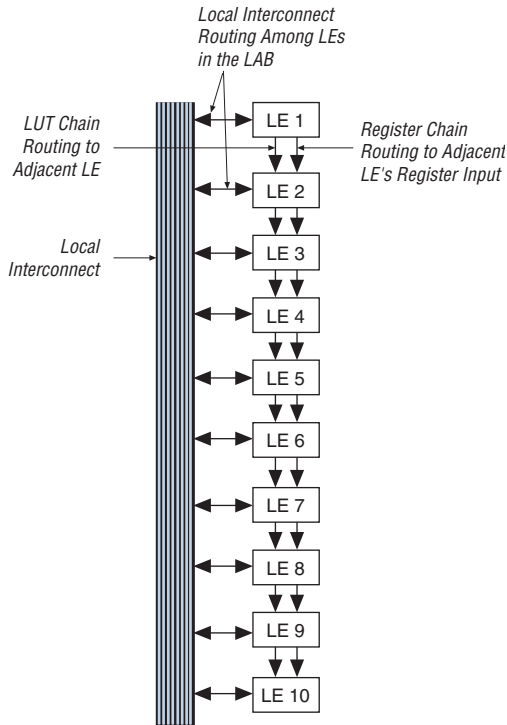 Local Interconnect
Routing Among LEs
in the LAB
LUT Chain
Routing to
Adjacent LE
Register Chain
Routing to Adjacent
LE's Register Input
Local
Interconnect
LE 1
LE 2
LE 3
LE 4
LE 5
LE 6
LE 7
LE 8
LE 9
LE 10